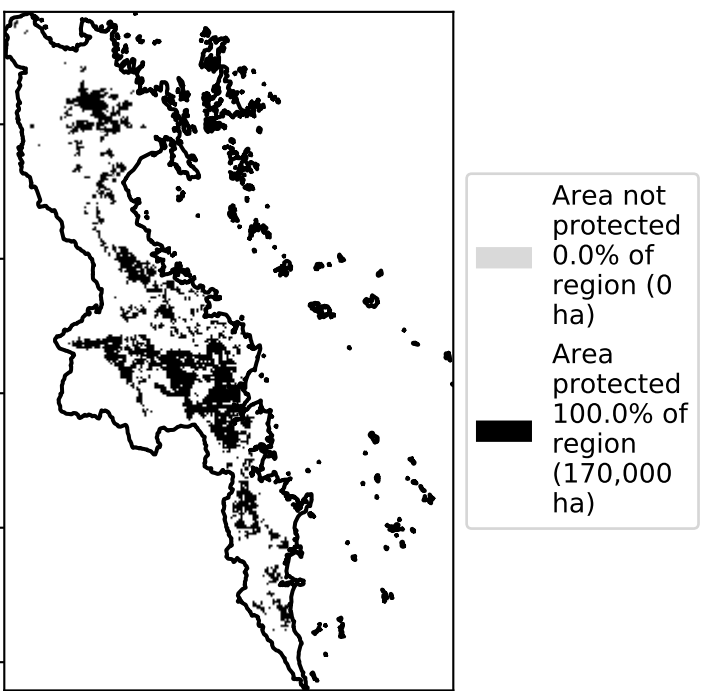 Area not
protected
0.0% of
region (0
ha)
Area
protected
100.0% of
region
(170,000
ha)